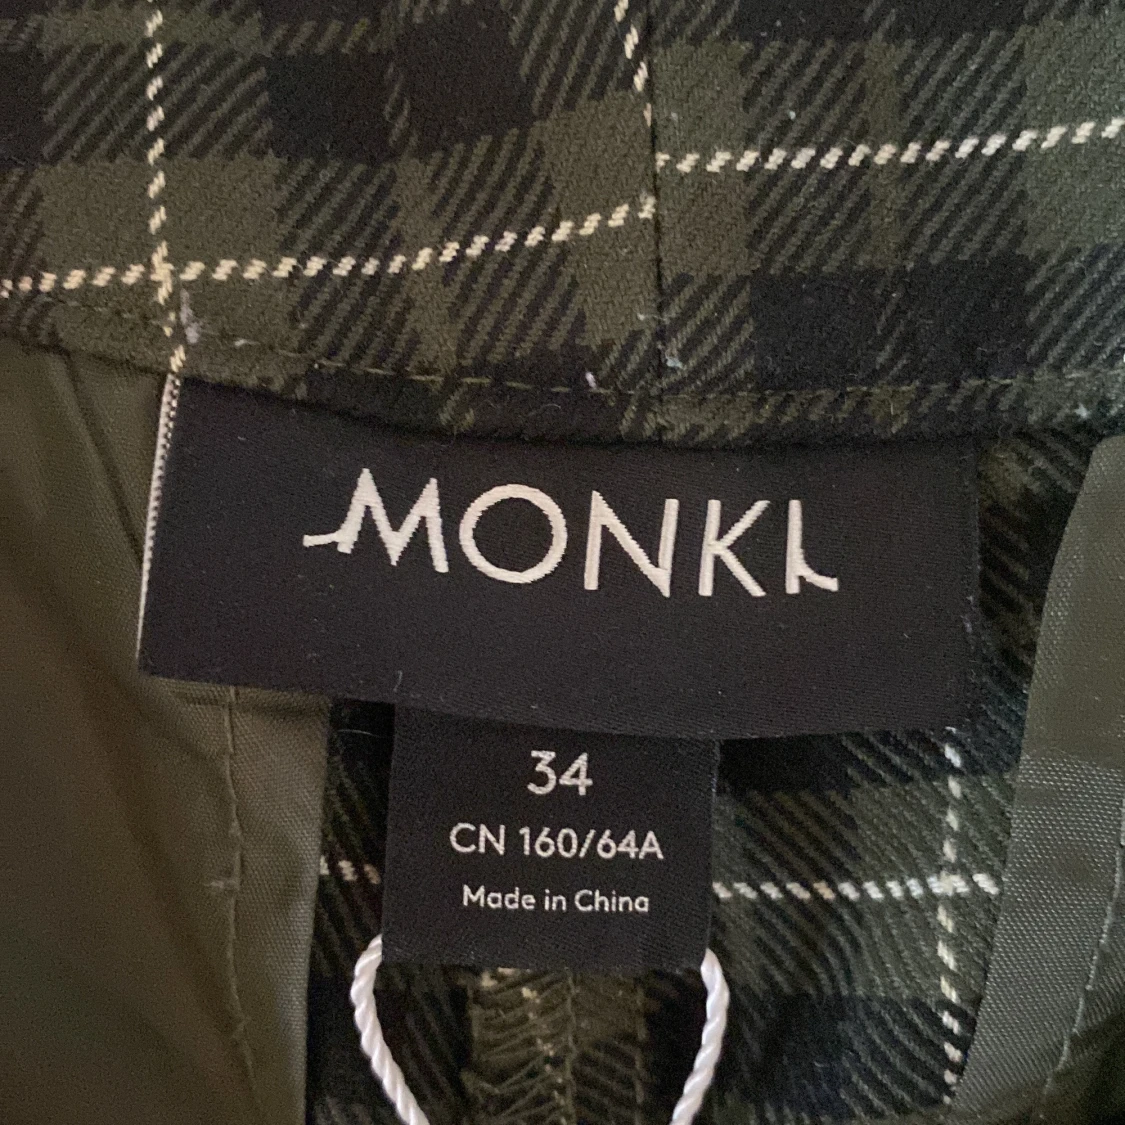 MONKI
34
CN 160/64A
Made in China